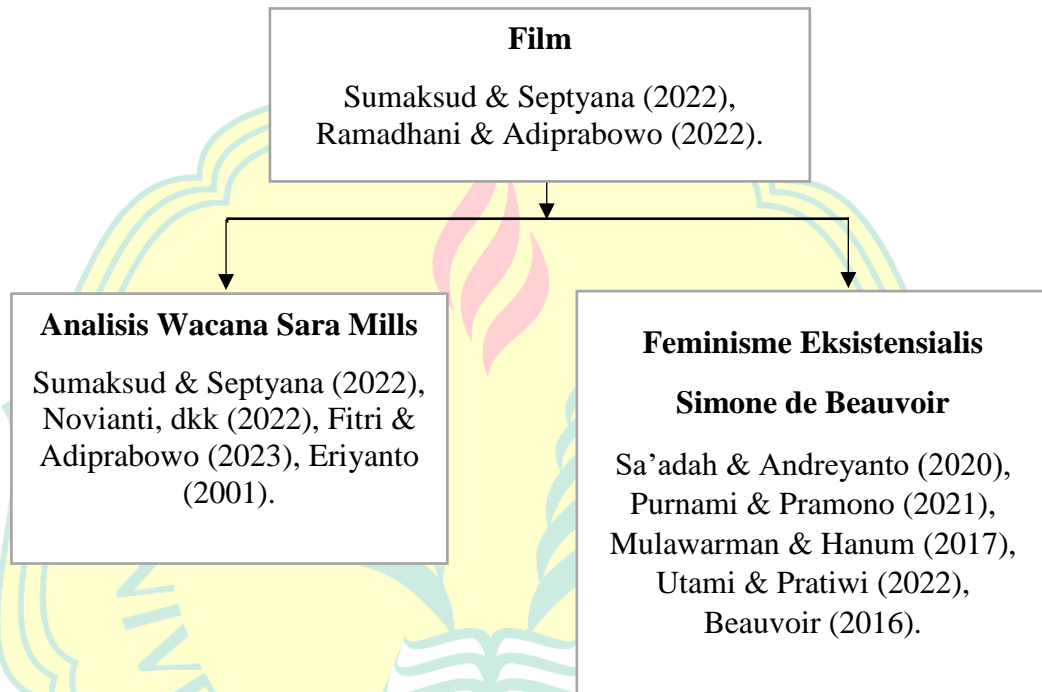 Film
Sumaksud & Septyana (2022),
Ramadhani & Adiprabowo (2022).
Analisis Wacana Sara Mills
Sumaksud & Septyana (2022),
Novianti, dkk (2022), Fitri &
Adiprabowo (2023), Eriyanto
(2001).
Feminisme Eksistensialis
Simone de Beauvoir
Sa’adah & Andreyanto (2020),
Purnami & Pramono (2021),
Mulawarman & Hanum (2017),
Utami & Pratiwi (2022),
Beauvoir (2016).
NIV